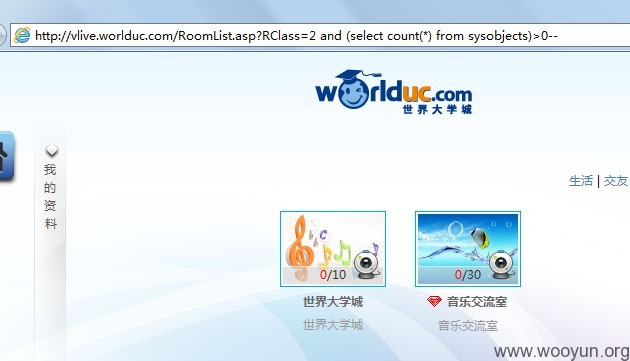 http://vlive.worlduc.com/RoomList.asp?RClass=2 and (select count(*) from sysobjects)>0--
worlduc.com
世界大学城
我的资料
生活 | 交友
0/10
0/30
世界大学城
音乐交流室
世界大学城
音乐交流室
www.wooyun.org